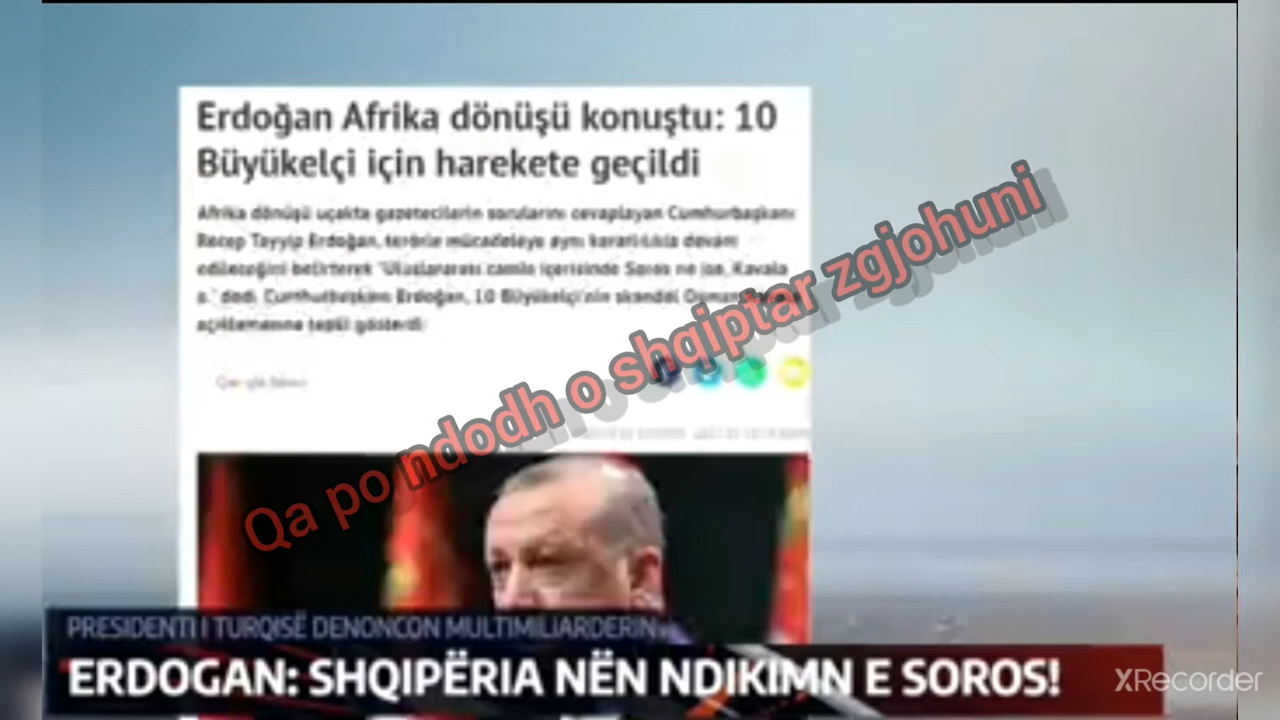 Erdoğan Afrika dönüşü konuştu: 10
Büyükelçi için harekete geçildi
Afrika dönüşü uçakta gazetecilerin sorularını cevaplayan Cumhurbaşkanı
Recep Tayyip Erdoğan, terörle mücadeleye aynı kararlılıkla devam
edileceğini belirterek "Uluslararası camia içerisinde Soros ne ise, Kavala
o." dedi. Cumhurbaşkanı Erdoğan, 10 Büyükelçi'nin skandal Osman
açıklamasına tepki gösterdi.
Google News
Qa po ndodh o shqiptar zgjohuni
PRESIDENTI I TURQISË DENONCON MULTIMILIARDERIN
ERDOGAN: SHQIPËRIA NËN NDIKIMN E SOROS!
XRecorder